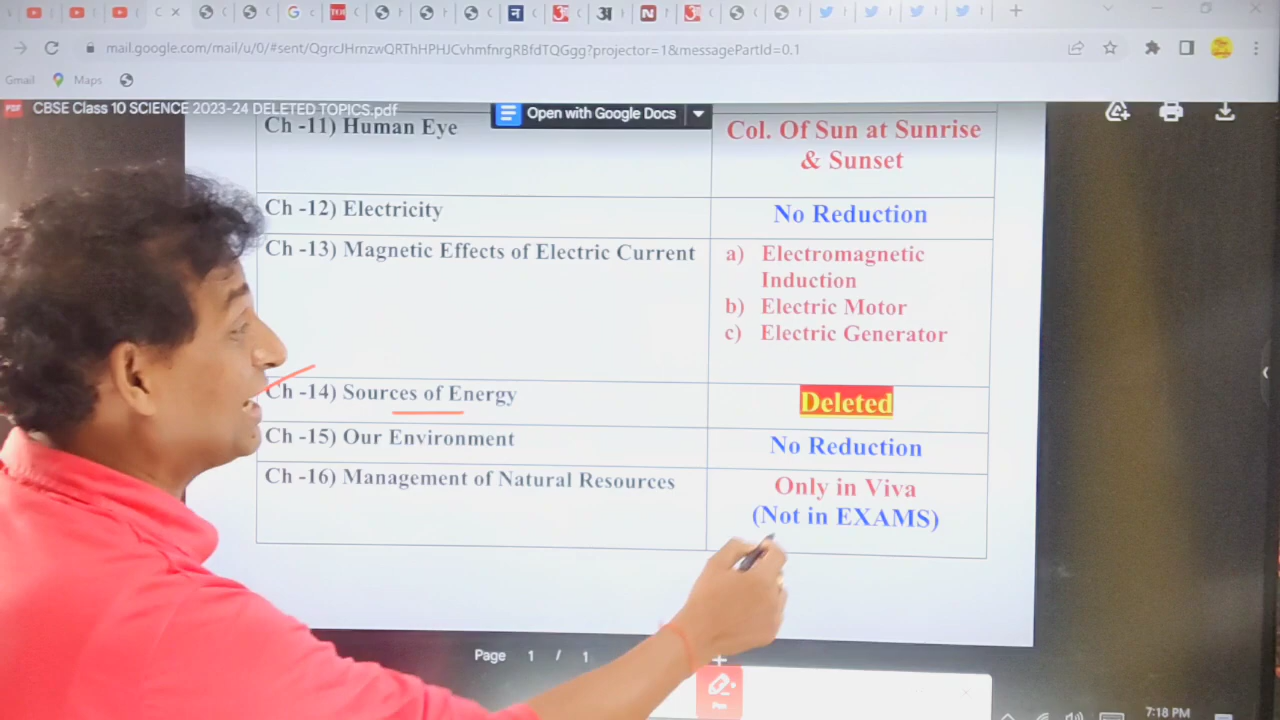 mail.google.com/mail/u/0/#sent/QgrcJHrnzwQRThHPHJCvhmfnrgRBfdTQGgg?projector=1&messagePartId=0.1
Gmail Maps
CBSE Class 10 SCIENCE 2023-24 DELETED TOPICS.pdf
Open with Google Docs
Ch -11) Human Eye
Col. Of Sun at Sunrise
& Sunset
Ch -12) Electricity
No Reduction
Ch -13) Magnetic Effects of Electric Current
a) Electromagnetic
Induction
b) Electric Motor
c) Electric Generator
Ch -14) Sources of Energy
Deleted
Ch -15) Our Environment
No Reduction
Ch -16) Management of Natural Resources
Only in Viva
(Not in EXAMS)
Page 1 / 1
Pen
7:18 PM